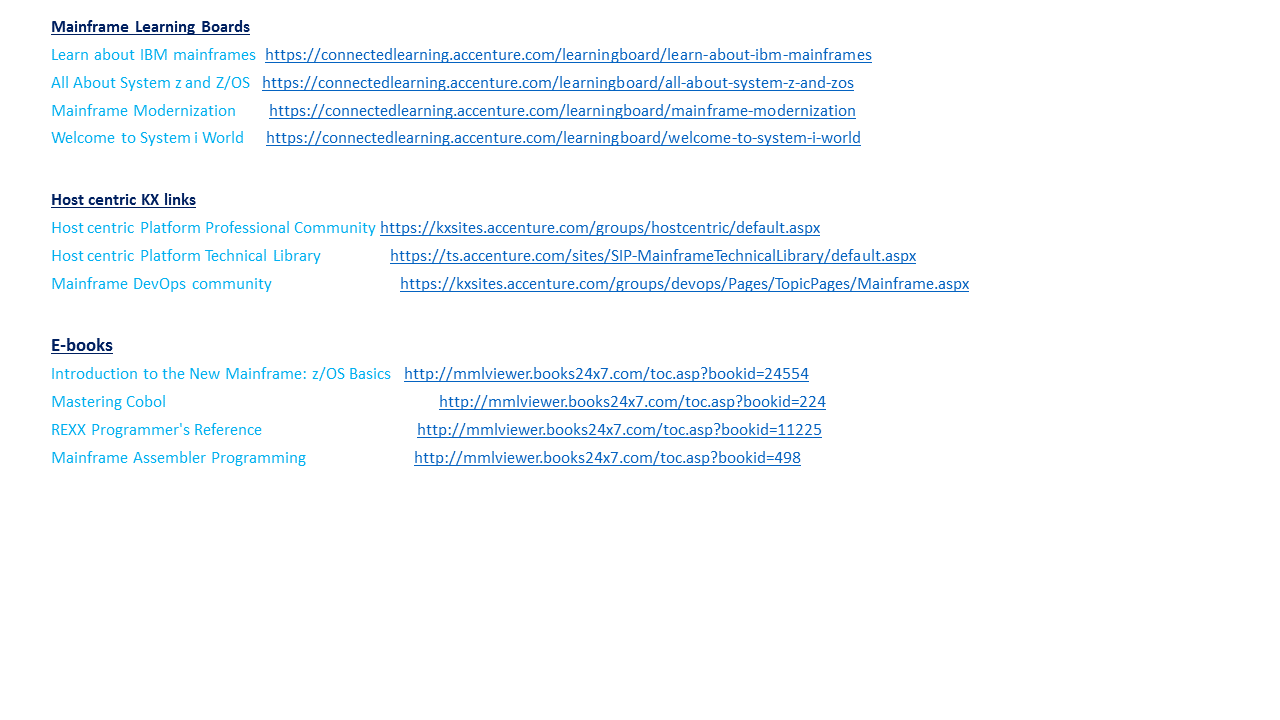 Mainframe Learning Boards
Learn about IBM mainframes https://connectedlearning.accenture.com/learningboard/learn-about-ibm-mainframes
All About System z and Z/OS https://connectedlearning.accenture.com/learningboard/all-about-system-z-and-zos
Mainframe Modernization https://connectedlearning.accenture.com/learningboard/mainframe-modernization
Welcome to System i World https://connectedlearning.accenture.com/learningboard/welcome-to-system-i-world
Host centric KX links
Host centric Platform Professional Community https://kxsites.accenture.com/groups/hostcentric/default.aspx
Host centric Platform Technical Library https://ts.accenture.com/sites/SIP-MainframeTechnicalLibrary/default.aspx
Mainframe DevOps community https://kxsites.accenture.com/groups/devops/Pages/TopicPages/Mainframe.aspx
E-books
Introduction to the New Mainframe: z/OS Basics http://mmlviewer.books24x7.com/toc.asp?bookid=24554
Mastering Cobol http://mmlviewer.books24x7.com/toc.asp?bookid=224
REXX Programmer's Reference http://mmlviewer.books24x7.com/toc.asp?bookid=11225
Mainframe Assembler Programming http://mmlviewer.books24x7.com/toc.asp?bookid=498